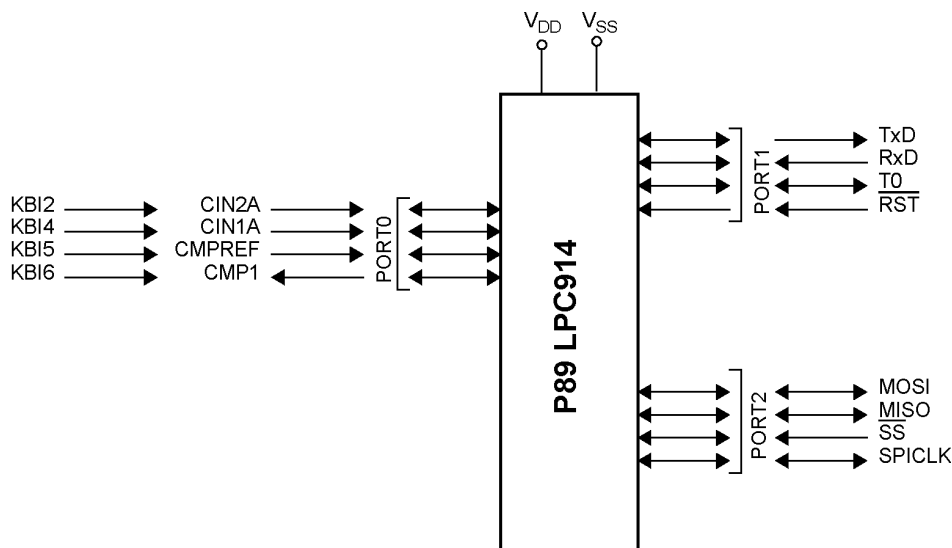 VDD VSS
KBI2 CIN2A
KBI4 CIN1A
KBI5 CMPREF
KBI6 CMP1
PORT0
P89 LPC914
PORT1
TxD
RxD
T0
RST
PORT2
MOSI
MISO
SS
SPICLK